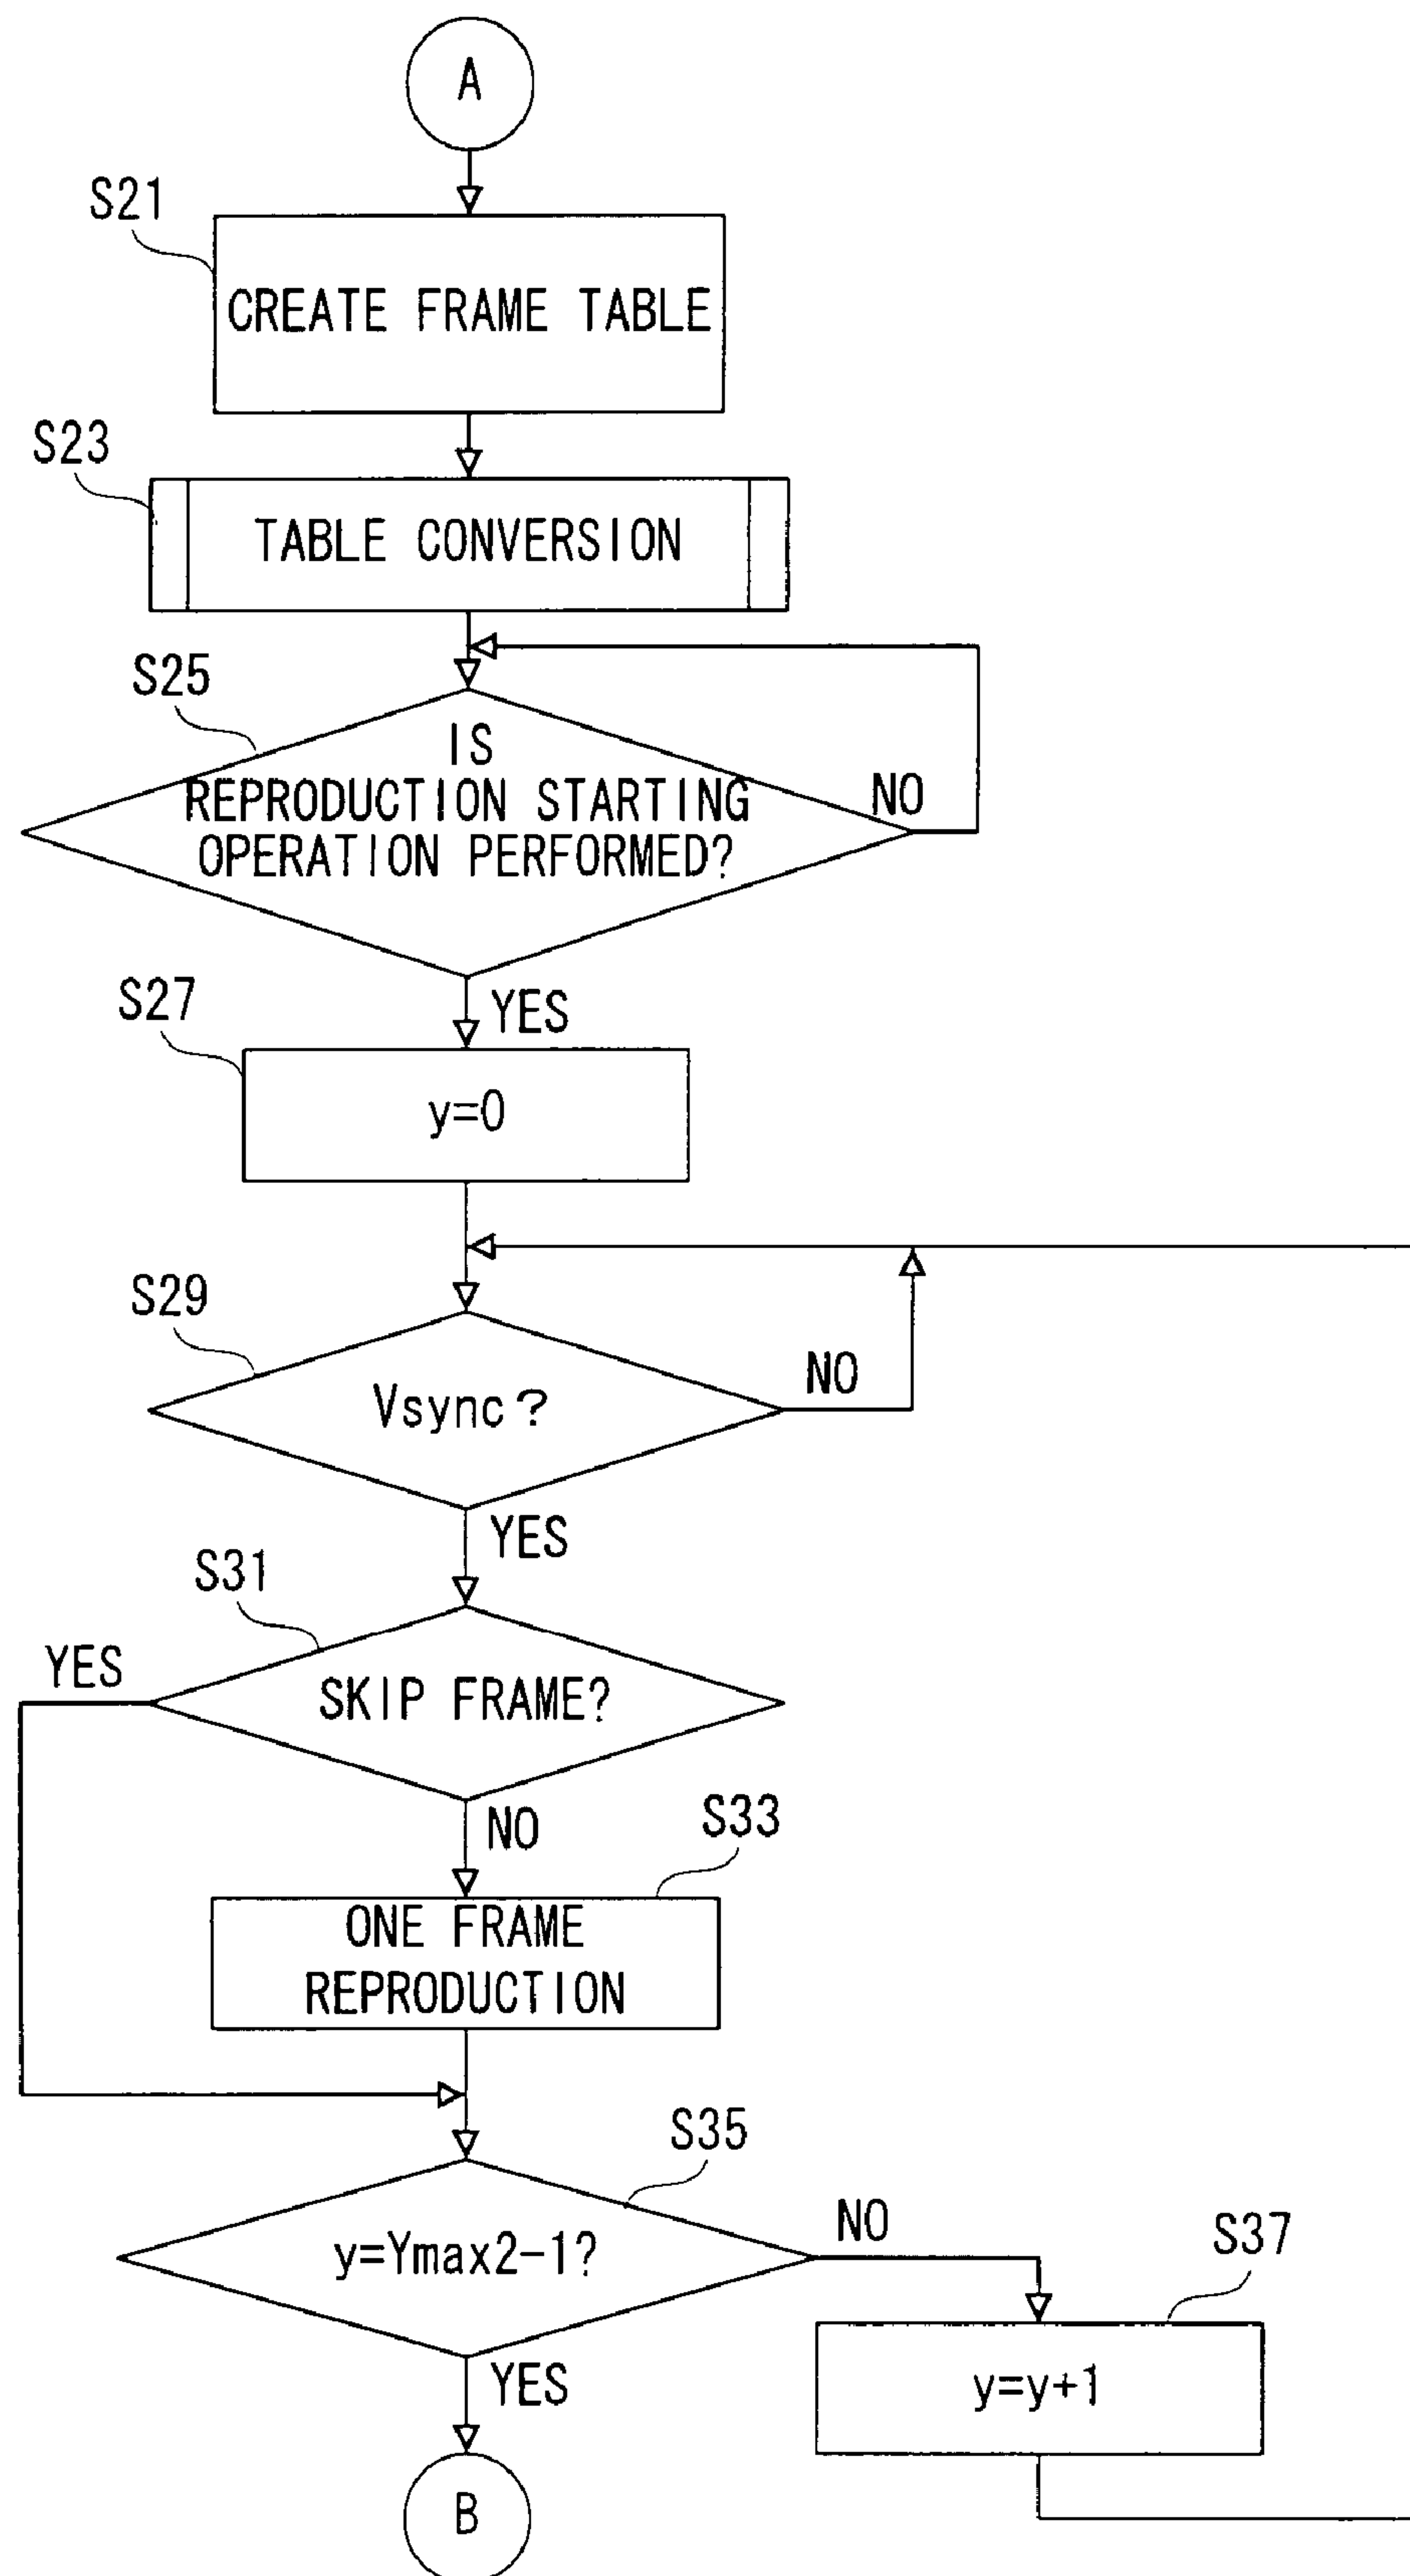 A
S21
CREATE FRAME TABLE
S23
TABLE CONVERSION
S25
IS
REPRODUCTION STARTING
OPERATION PERFORMED?
NO
YES
S27
y=0
S29
Vsync?
NO
YES
S31
YES
SKIP FRAME?
NO
S33
ONE FRAME
REPRODUCTION
S35
y=Ymax2-1?
NO
S37
y=y+1
YES
B